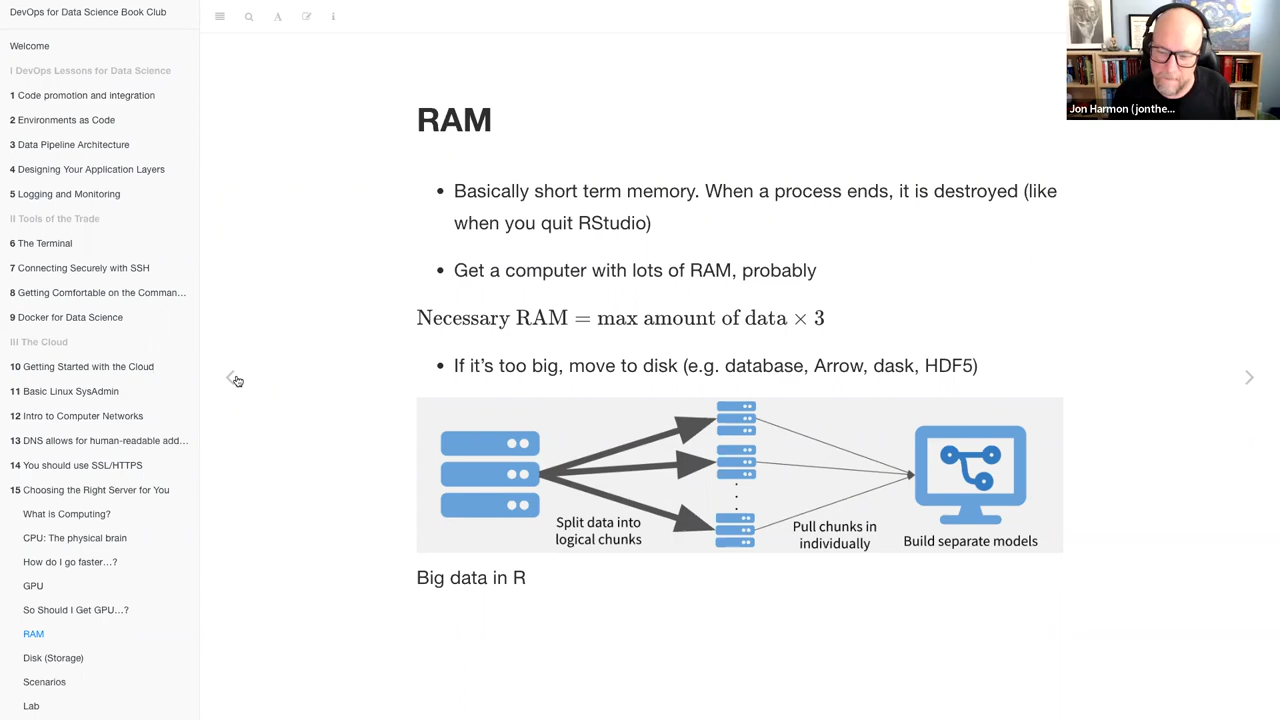 DevOps for Data Science Book Club
Welcome
I DevOps Lessons for Data Science
1 Code promotion and integration
2 Environments as Code
3 Data Pipeline Architecture
4 Designing Your Application Layers
5 Logging and Monitoring
II Tools of the Trade
6 The Terminal
7 Connecting Securely with SSH
8 Getting Comfortable on the Comman…
9 Docker for Data Science
III The Cloud
10 Getting Started with the Cloud
11 Basic Linux SysAdmin
12 Intro to Computer Networks
13 DNS allows for human-readable add…
14 You should use SSL/HTTPS
15 Choosing the Right Server for You
What is Computing?
CPU: The physical brain
How do I go faster…?
GPU
So Should I Get GPU…?
RAM
Disk (Storage)
Scenarios
Lab
RAM
• Basically short term memory. When a process ends, it is destroyed (like
when you quit RStudio)
• Get a computer with lots of RAM, probably
Necessary RAM = max amount of data × 3
• If it's too big, move to disk (e.g. database, Arrow, dask, HDF5)
Split data into
logical chunks
Pull chunks in
individually
Build separate models
Big data in R
Jon Harmon (jonthe...